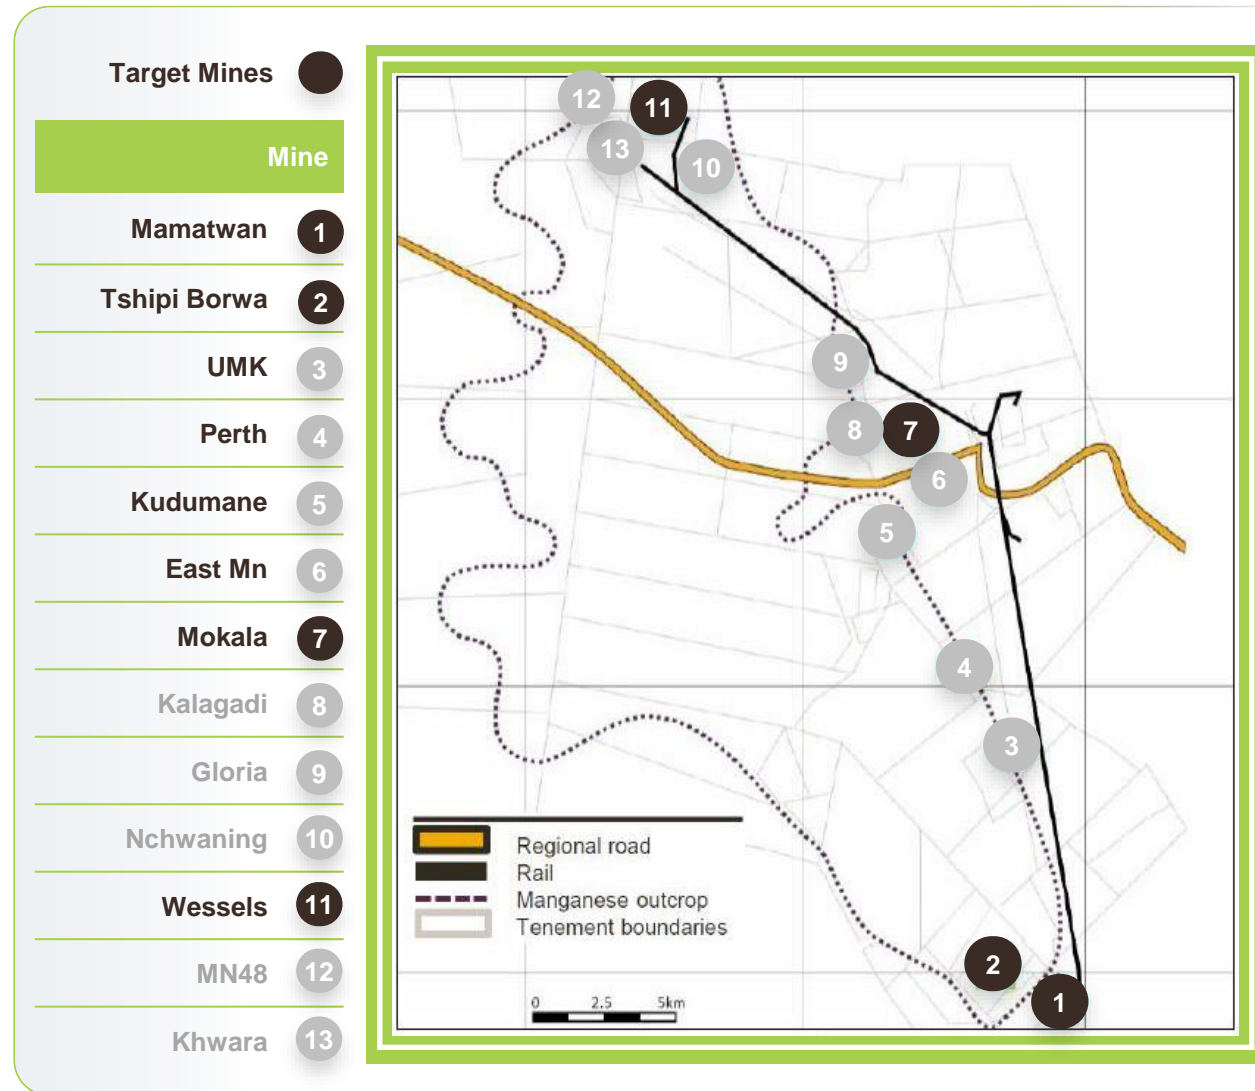 Target Mines
Mine
Mamatwan 1
Tshipi Borwa 2
UMK 3
Perth 4
Kudumane 5
East Mn 6
Mokala 7
Kalagadi 8
Gloria 9
Nchwaning 10
Wessels 11
MN48 12
Khwara 13
12
11
13
10
9
8
7
6
5
4
3
2
1
Regional road
Rail
Manganese outcrop
Tenement boundaries
0 2.5 5km